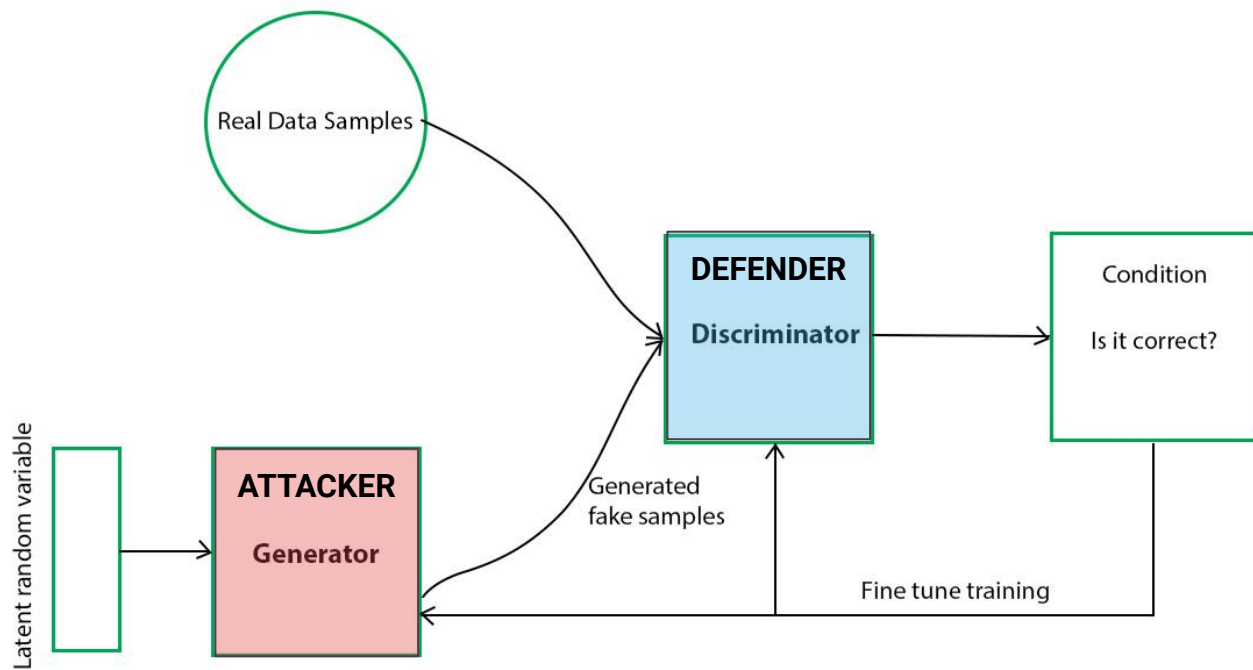 Real Data Samples
DEFENDER
Discriminator
Condition
Is it correct?
Latent random variable
ATTACKER
Generator
Generated
fake samples
Fine tune training